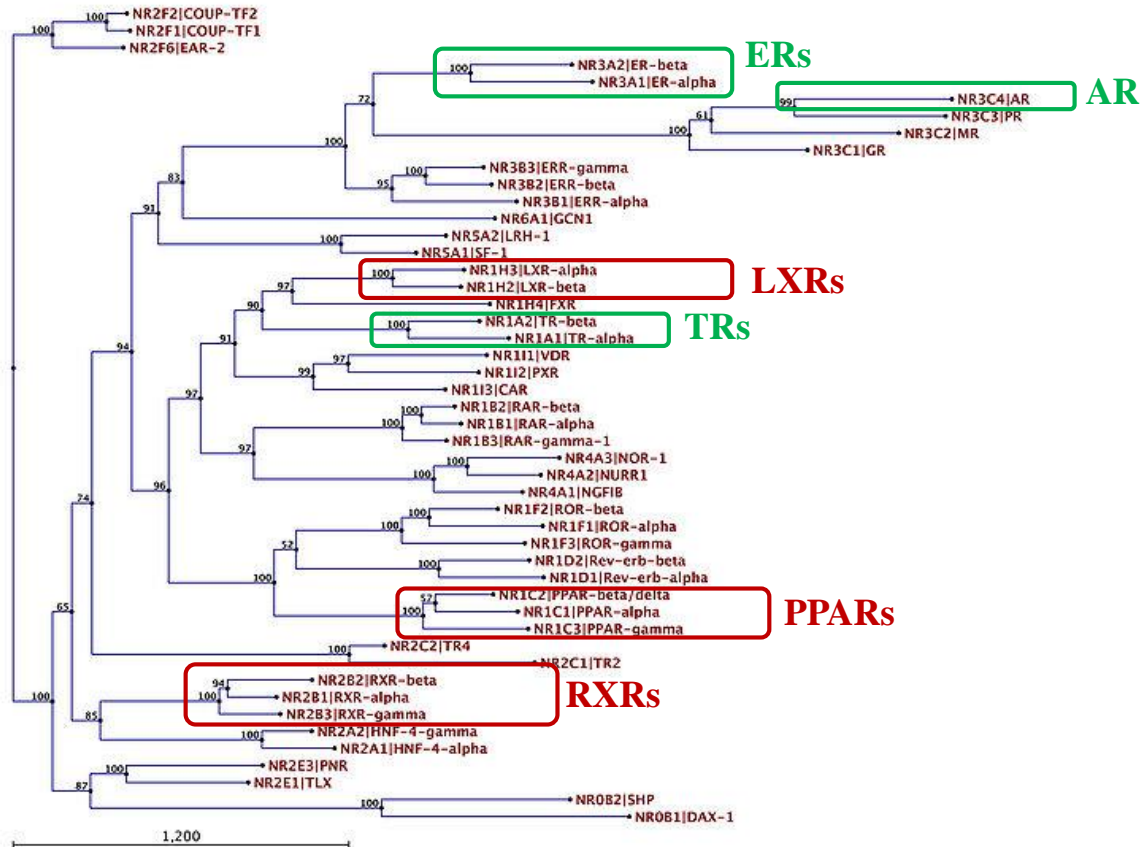 100 NR2F2|COUP-TF2
100 NR2F1|COUP-TF1
NR2F6|EAR-2
ERs
100 NR3A2|ER-beta
NR3A1|ER-alpha
AR
72 99 NR3C4|AR
NR3C3|PR
61 NR3C2|MR
100 100 NR3C1|GR
NR3B3|ERR-gamma
100 NR3B2|ERR-beta
83 95 NR3B1|ERR-alpha
91 NR6A1|GCN1
NR5A2|LRH-1
100 NR5A1|SF-1
LXRs
100 NR1H3|LXR-alpha
97 NR1H2|LXR-beta
90 NR1H4|FXR
TRs
100 NR1A2|TR-beta
91 NR1A1|TR-alpha
94 97 NR1I1|VDR
99 NR1I2|PXR
97 NR1I3|CAR
100 NR1B2|RAR-beta
100 NR1B1|RAR-alpha
97 NR1B3|RAR-gamma-1
100 NR4A3|NOR-1
100 NR4A2|NURR1
74 96 NR4A1|NGFIB
100 NR1F2|ROR-beta
100 NR1F1|ROR-alpha
52 NR1F3|ROR-gamma
100 NR1D2|Rev-erb-beta
100 NR1D1|Rev-erb-alpha
PPARs
57 NR1C2|PPAR-beta/delta
65 100 NR1C1|PPAR-alpha
NR1C3|PPAR-gamma
100 NR2C2|TR4
NR2C1|TR2
RXRs
94 NR2B2|RXR-beta
100 100 NR2B1|RXR-alpha
85 NR2B3|RXR-gamma
100 NR2A2|HNF-4-gamma
NR2A1|HNF-4-alpha
100 NR2E3|PNR
87 NR2E1|TLX
100 NR0B2|SHP
NR0B1|DAX-1
1,200